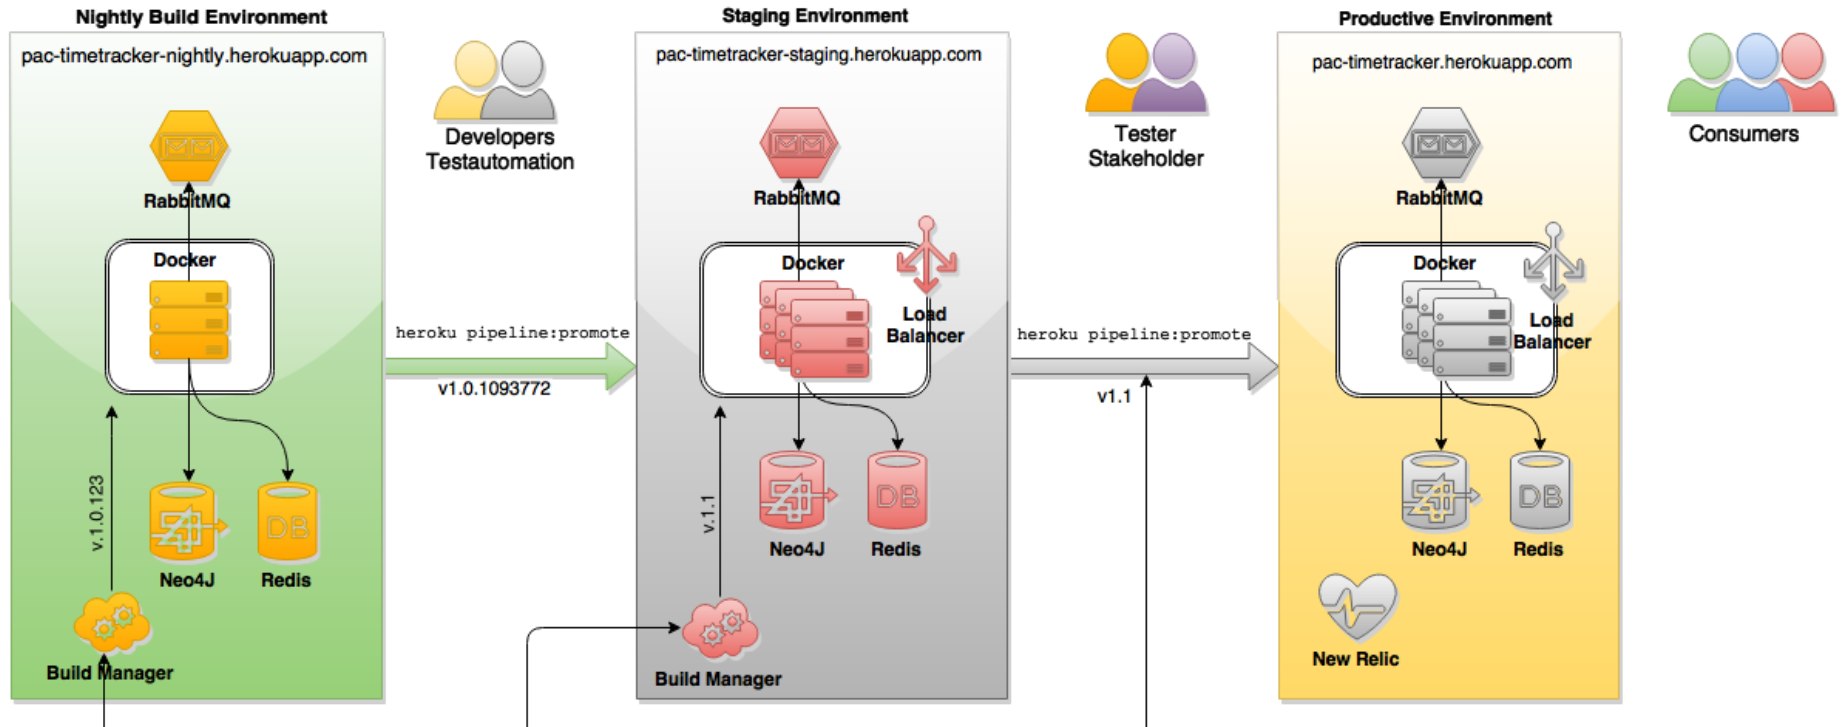 Nightly Build Environment
pac-timetracker-nightly.herokuapp.com
RabbitMQ
Docker
v.1.0.123
Neo4J
Redis
DB
Build Manager
Developers
Testautomation
heroku pipeline:promote
v1.0.1093772
Staging Environment
pac-timetracker-staging.herokuapp.com
RabbitMQ
Docker
Load
Balancer
v.1.1
Neo4J
Redis
DB
Build Manager
Tester
Stakeholder
heroku pipeline:promote
v1.1
Productive Environment
pac-timetracker.herokuapp.com
RabbitMQ
Docker
Load
Balancer
Neo4J
Redis
DB
New Relic
Consumers